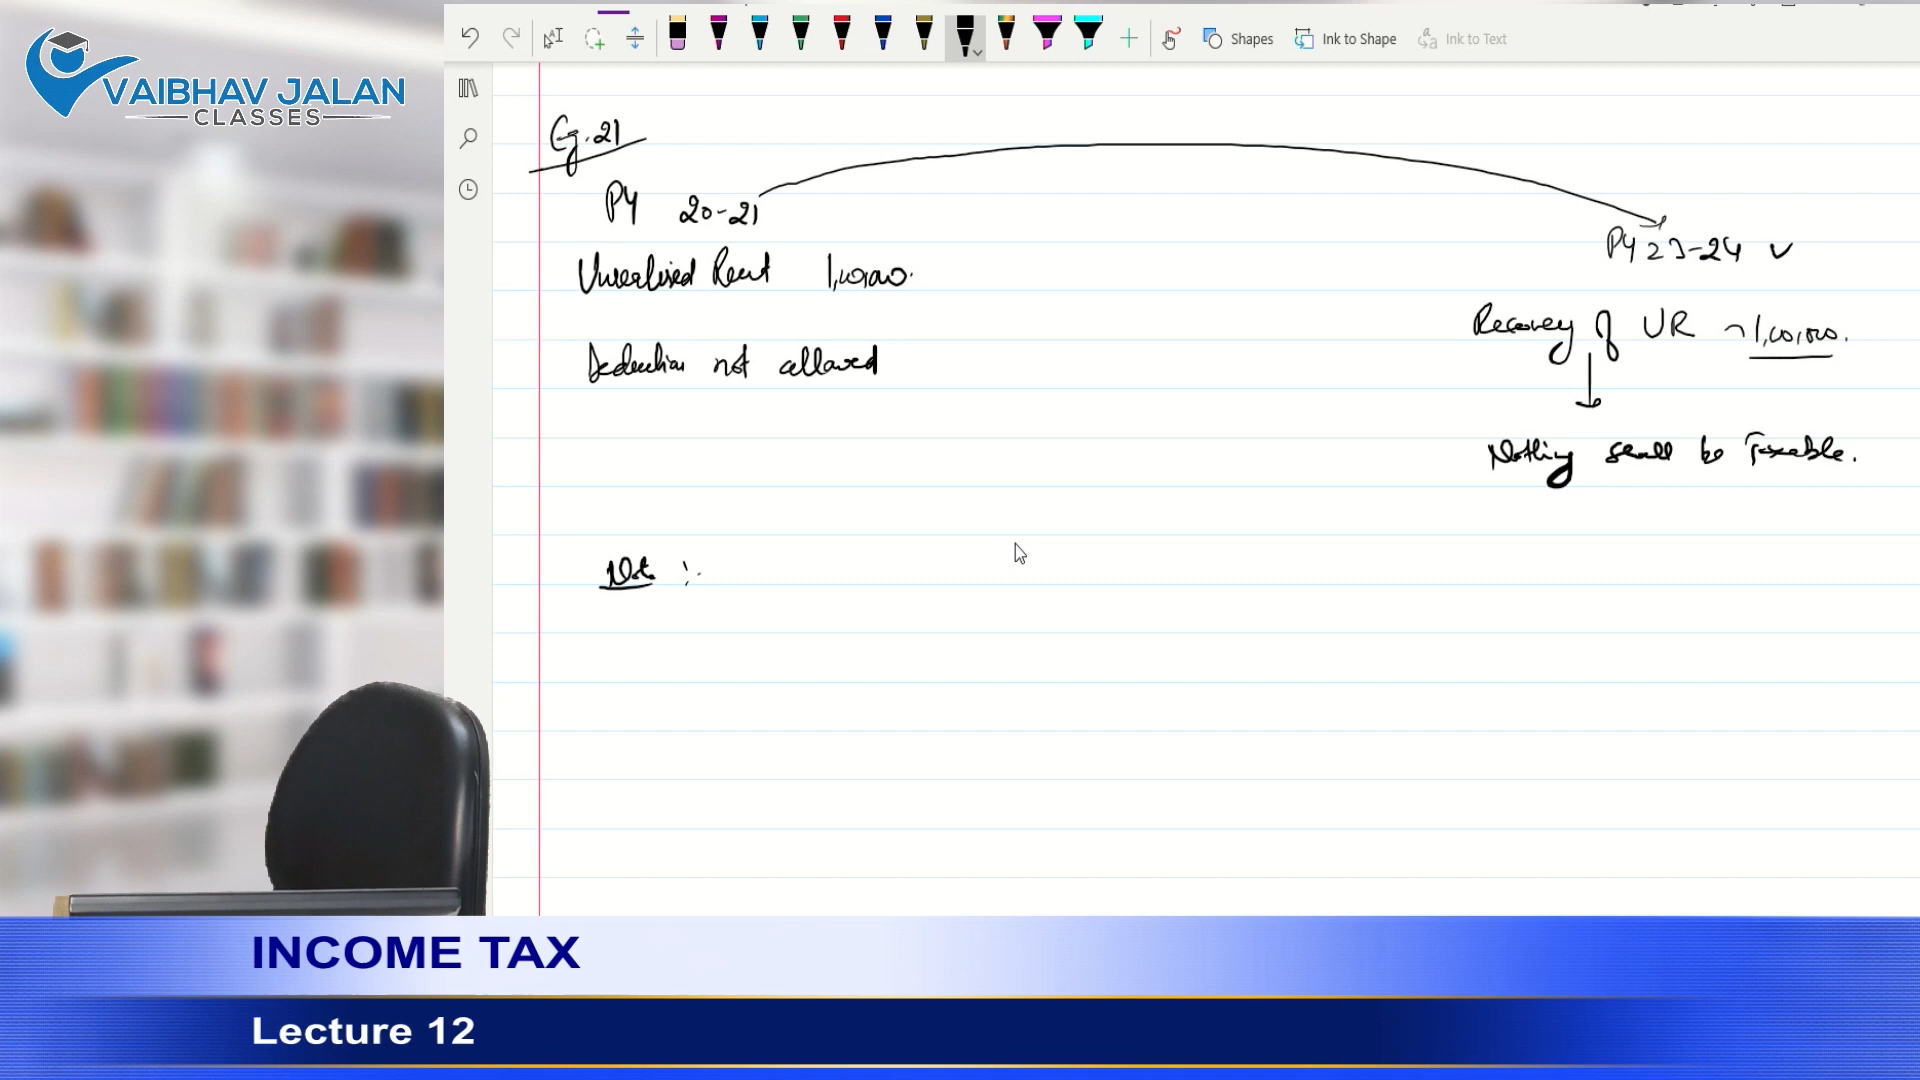 VAIBHAV JALAN
CLASSES
Shapes
Ink to Shape
Ink to Text
Eg. 21
PY 20-21
PY 23-24
Unrealised Rent 1,00,000.
Recovery of UR 1,00,000.
Deduction not allowed
Nothing shall be Taxable.
Note :-
INCOME TAX
Lecture 12